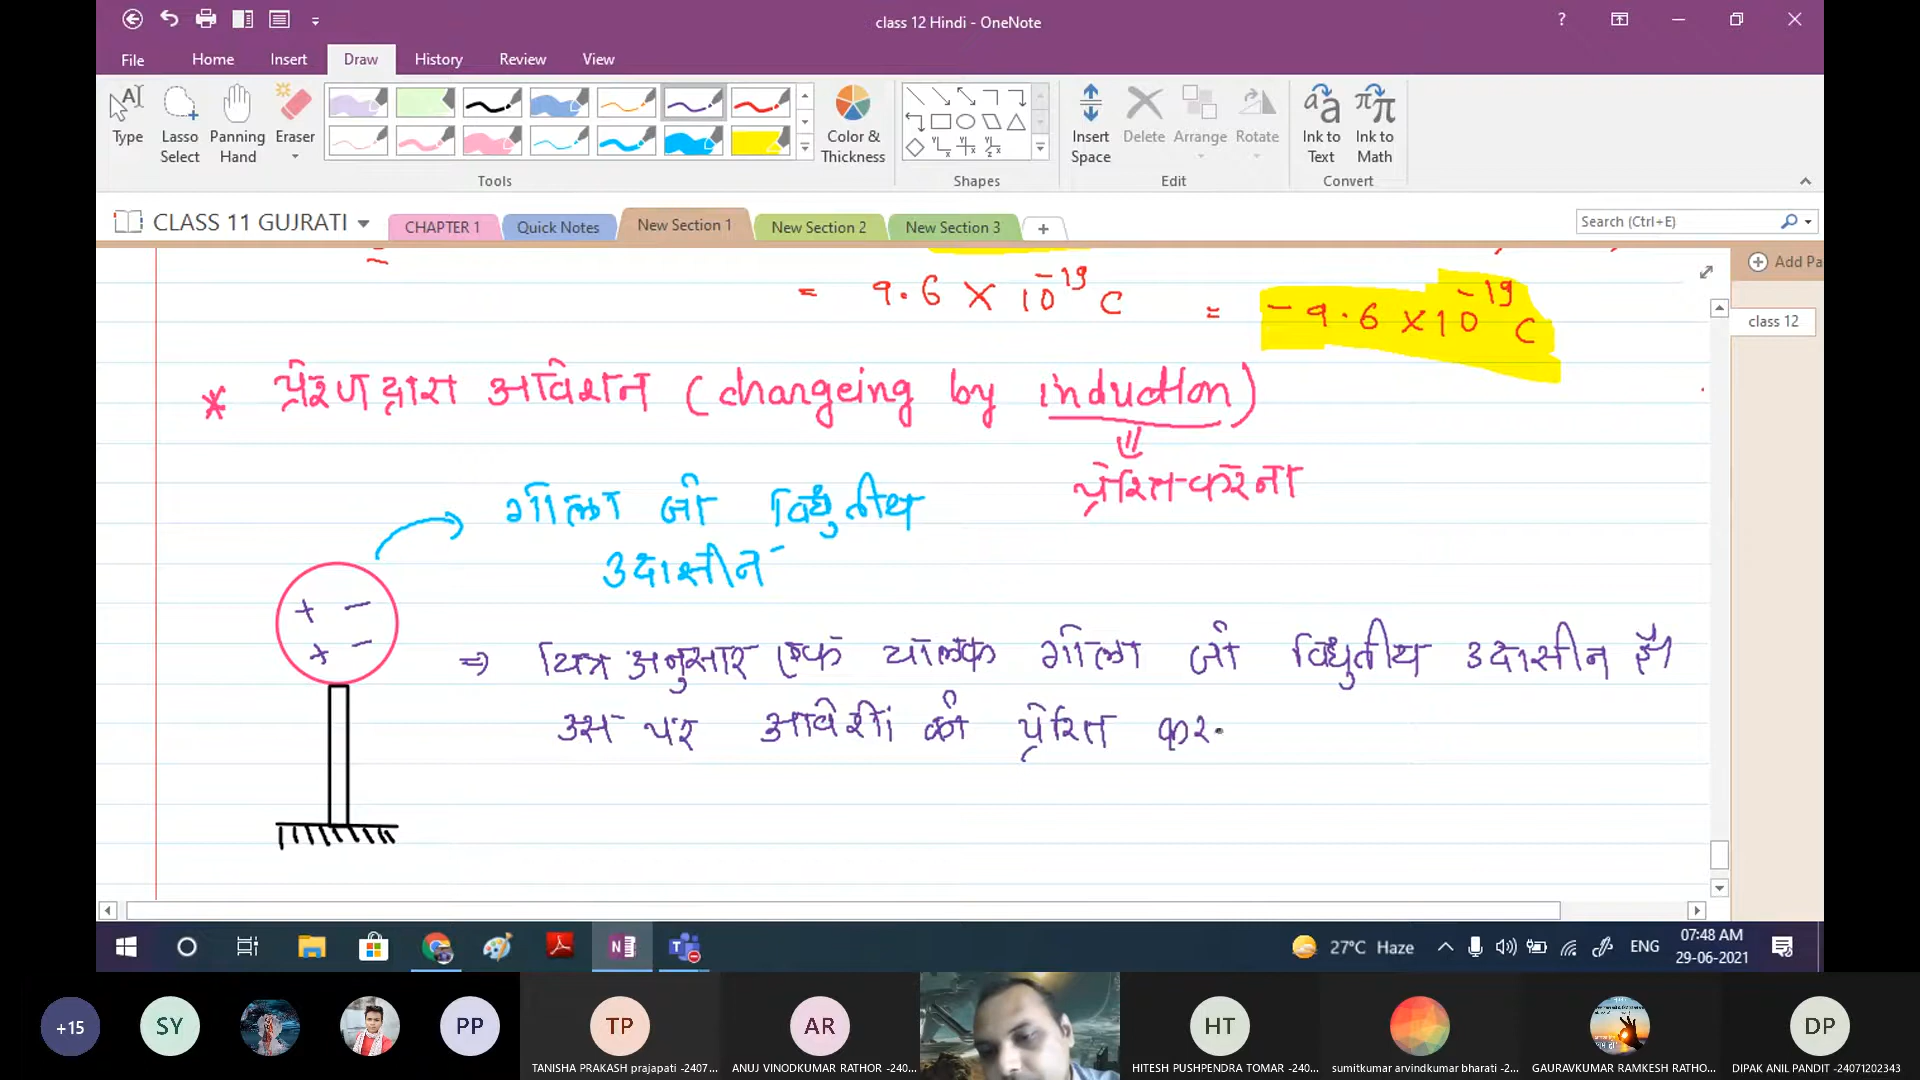 class 12 Hindi - OneNote
File Home Insert Draw History Review View
Type
Lasso Select
Panning Hand
Eraser
Color & Thickness
Insert Space
Delete
Arrange
Rotate
Ink to Text
Ink to Math
Tools Shapes Edit Convert
CLASS 11 GUJRATI CHAPTER 1 Quick Notes New Section 1 New Section 2 New Section 3 +
Search (Ctrl+E)
Add Pa
class 12
= 9.6 × 10⁻¹⁹ C = - 9.6 × 10⁻¹⁹ C
* प्रेरण द्वारा आवेशन (changeing by induction)
⇓
प्रेरित करना
गोला जो विधुतीय
उदासीन
+ −
+ −
⇒ चित्र अनुसार एक चालक गोला जो विधुतीय उदासीन है।
उस पर आवेशों को प्रेरित कर
27°C Haze ENG 07:48 AM
29-06-2021
+15 SY PP TP AR HT DP
TANISHA PRAKASH prajapati -2407...
ANUJ VINODKUMAR RATHOR -240...
HITESH PUSHPENDRA TOMAR -240...
sumitkumar arvindkumar bharati -2...
GAURAVKUMAR RAMKESH RATHO...
DIPAK ANIL PANDIT -24071202343